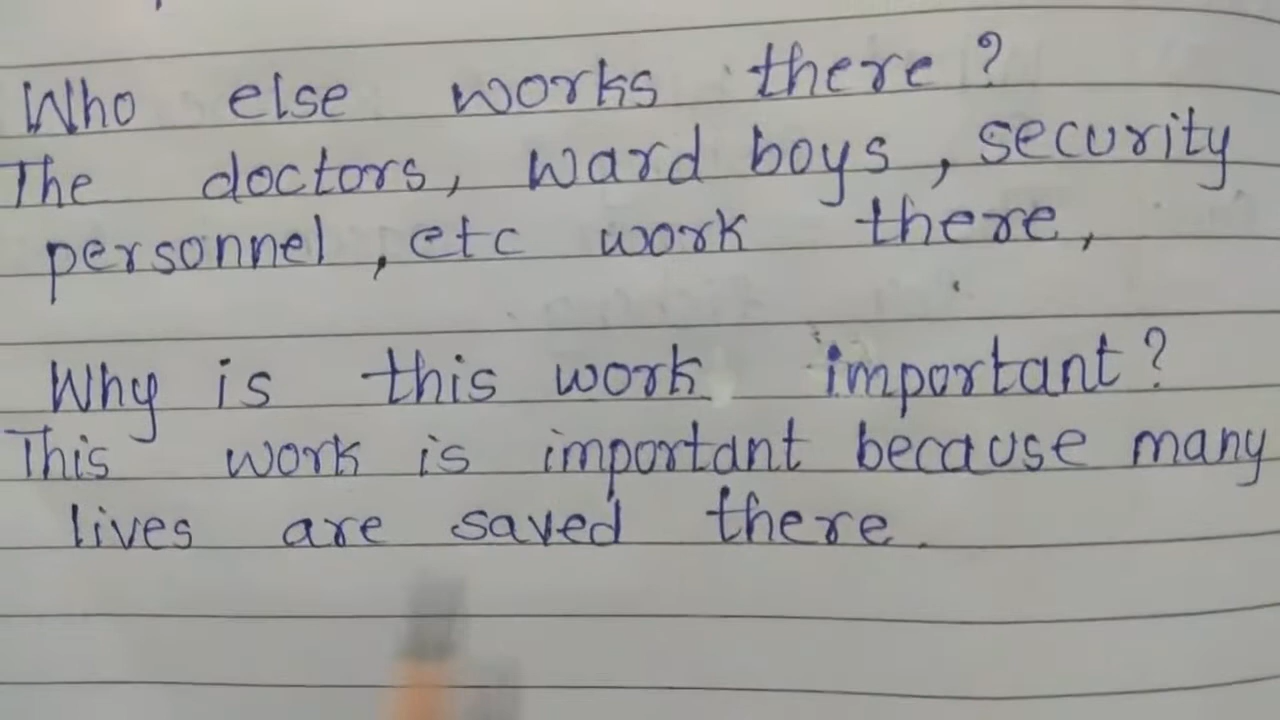 Who else works there?
The doctors, ward boys, security
personnel, etc work there,
Why is this work important?
This work is important because many
lives are saved there.